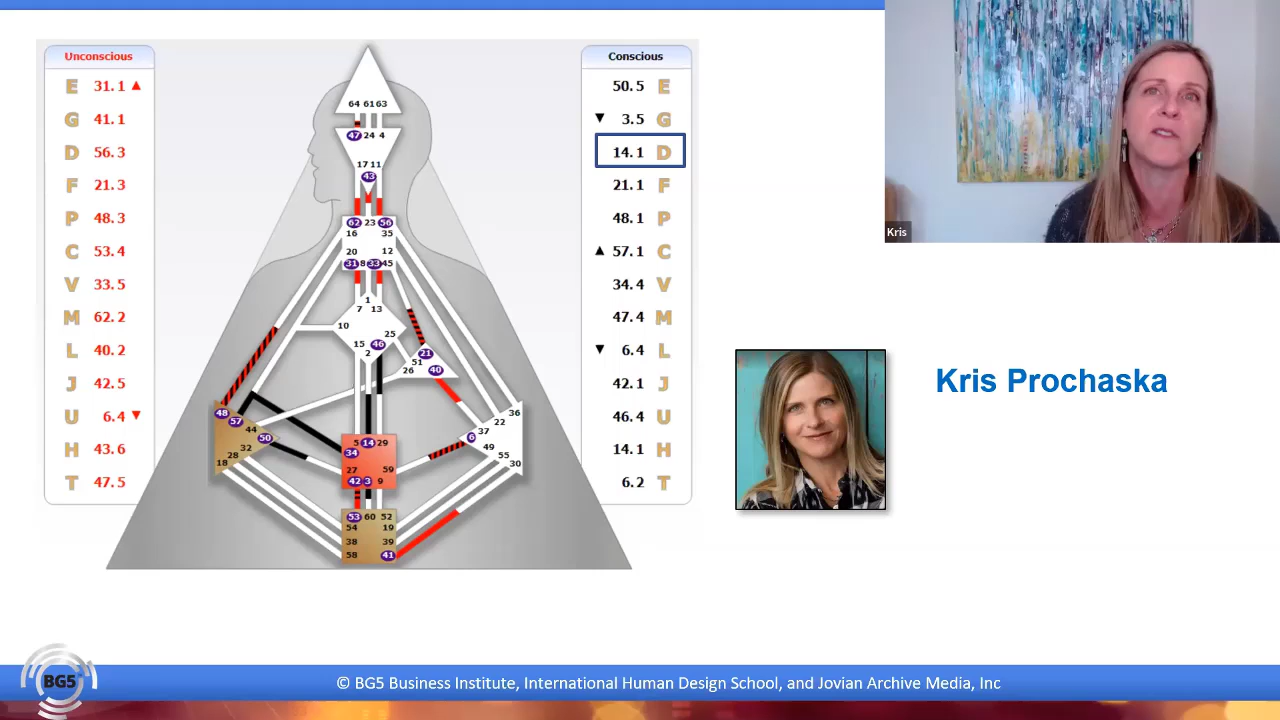 Unconscious
E 31.1 ▲
G 41.1
D 56.3
F 21.3
P 48.3
C 53.4
V 33.5
M 62.2
L 40.2
J 42.5
U 6.4 ▼
H 43.6
T 47.5
64 61 63
47 24 4
17 11
43
62 23 56
16 35
20 12
31 8 33 45
1
7 13
10
25
15 46
2
21
51
26 40
48
57
44
50
32
28
18
36
22
37
6
49
55
30
5 14 29
34
27 59
42 3 9
53 60 52
54 19
38 39
58 41
Conscious
50.5 E
▼ 3.5 G
14.1 D
21.1 F
48.1 P
▲ 57.1 C
34.4 V
47.4 M
▼ 6.4 L
42.1 J
46.4 U
14.1 H
6.2 T
Kris
Kris Prochaska
BG5
© BG5 Business Institute, International Human Design School, and Jovian Archive Media, Inc